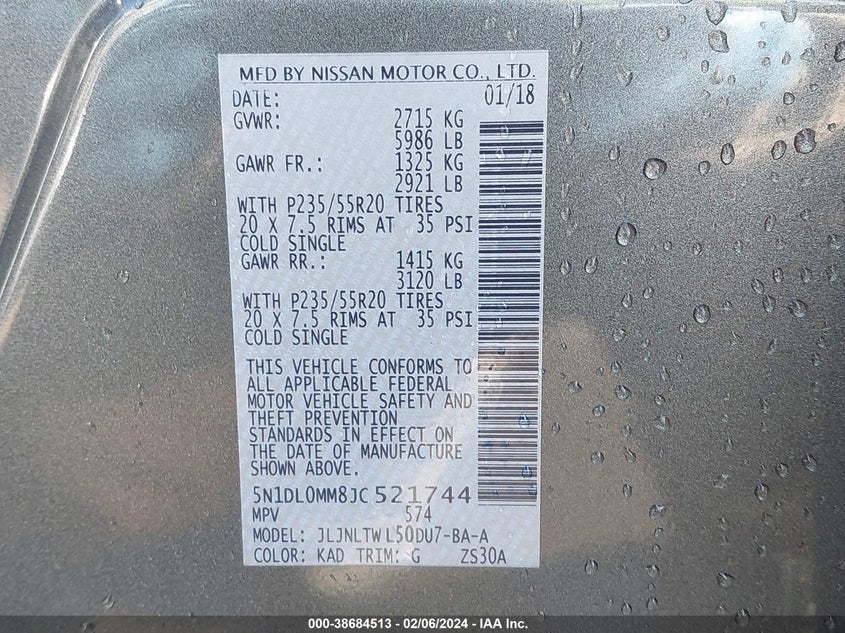 MFD BY NISSAN MOTOR CO., LTD.
DATE: 01/18
GVWR: 2715 KG
5986 LB
GAWR FR.: 1325 KG
2921 LB
WITH P235/55R20 TIRES
20 X 7.5 RIMS AT 35 PSI
COLD SINGLE
GAWR RR.: 1415 KG
3120 LB
WITH P235/55R20 TIRES
20 X 7.5 RIMS AT 35 PSI
COLD SINGLE
THIS VEHICLE CONFORMS TO
ALL APPLICABLE FEDERAL
MOTOR VEHICLE SAFETY AND
THEFT PREVENTION
STANDARDS IN EFFECT ON
THE DATE OF MANUFACTURE
SHOWN ABOVE.
5N1DL0MM8JC521744
MPV 574
MODEL: JLJNLTWL50DU7-BA-A
COLOR: KAD TRIM: G ZS30A
000-38684513 - 02/06/2024 - IAA Inc.